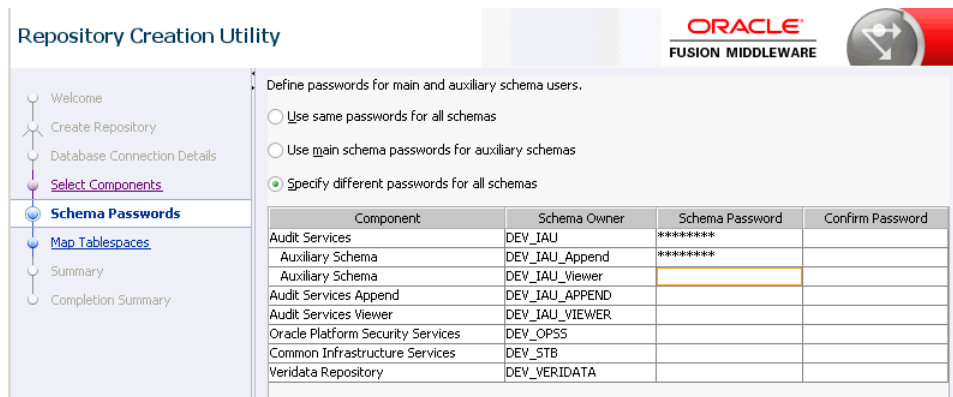 Repository Creation Utility
ORACLE
FUSION MIDDLEWARE
Welcome
Create Repository
Database Connection Details
Select Components
Schema Passwords
Map Tablespaces
Summary
Completion Summary
Define passwords for main and auxiliary schema users.
Use same passwords for all schemas
Use main schema passwords for auxiliary schemas
Specify different passwords for all schemas
Component Schema Owner Schema Password Confirm Password
Audit Services DEV_IAU ********
Auxiliary Schema DEV_IAU_Append ********
Auxiliary Schema DEV_IAU_Viewer
Audit Services Append DEV_IAU_APPEND
Audit Services Viewer DEV_IAU_VIEWER
Oracle Platform Security Services DEV_OPSS
Common Infrastructure Services DEV_STB
Veridata Repository DEV_VERIDATA